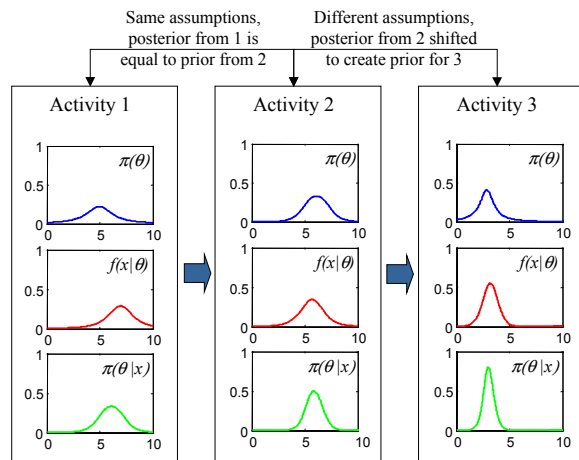 Same assumptions,
posterior from 1 is
equal to prior from 2
Different assumptions,
posterior from 2 shifted
to create prior for 3
Activity 1
1
0.5
0
0 5 10
π(θ)
1
0.5
0
0 5 10
f(x|θ)
1
0.5
0
0 5 10
π(θ|x)
Activity 2
1
0.5
0
0 5 10
π(θ)
1
0.5
0
0 5 10
f(x|θ)
1
0.5
0
0 5 10
π(θ|x)
Activity 3
1
0.5
0
0 5 10
π(θ)
1
0.5
0
0 5 10
f(x|θ)
1
0.5
0
0 5 10
π(θ|x)